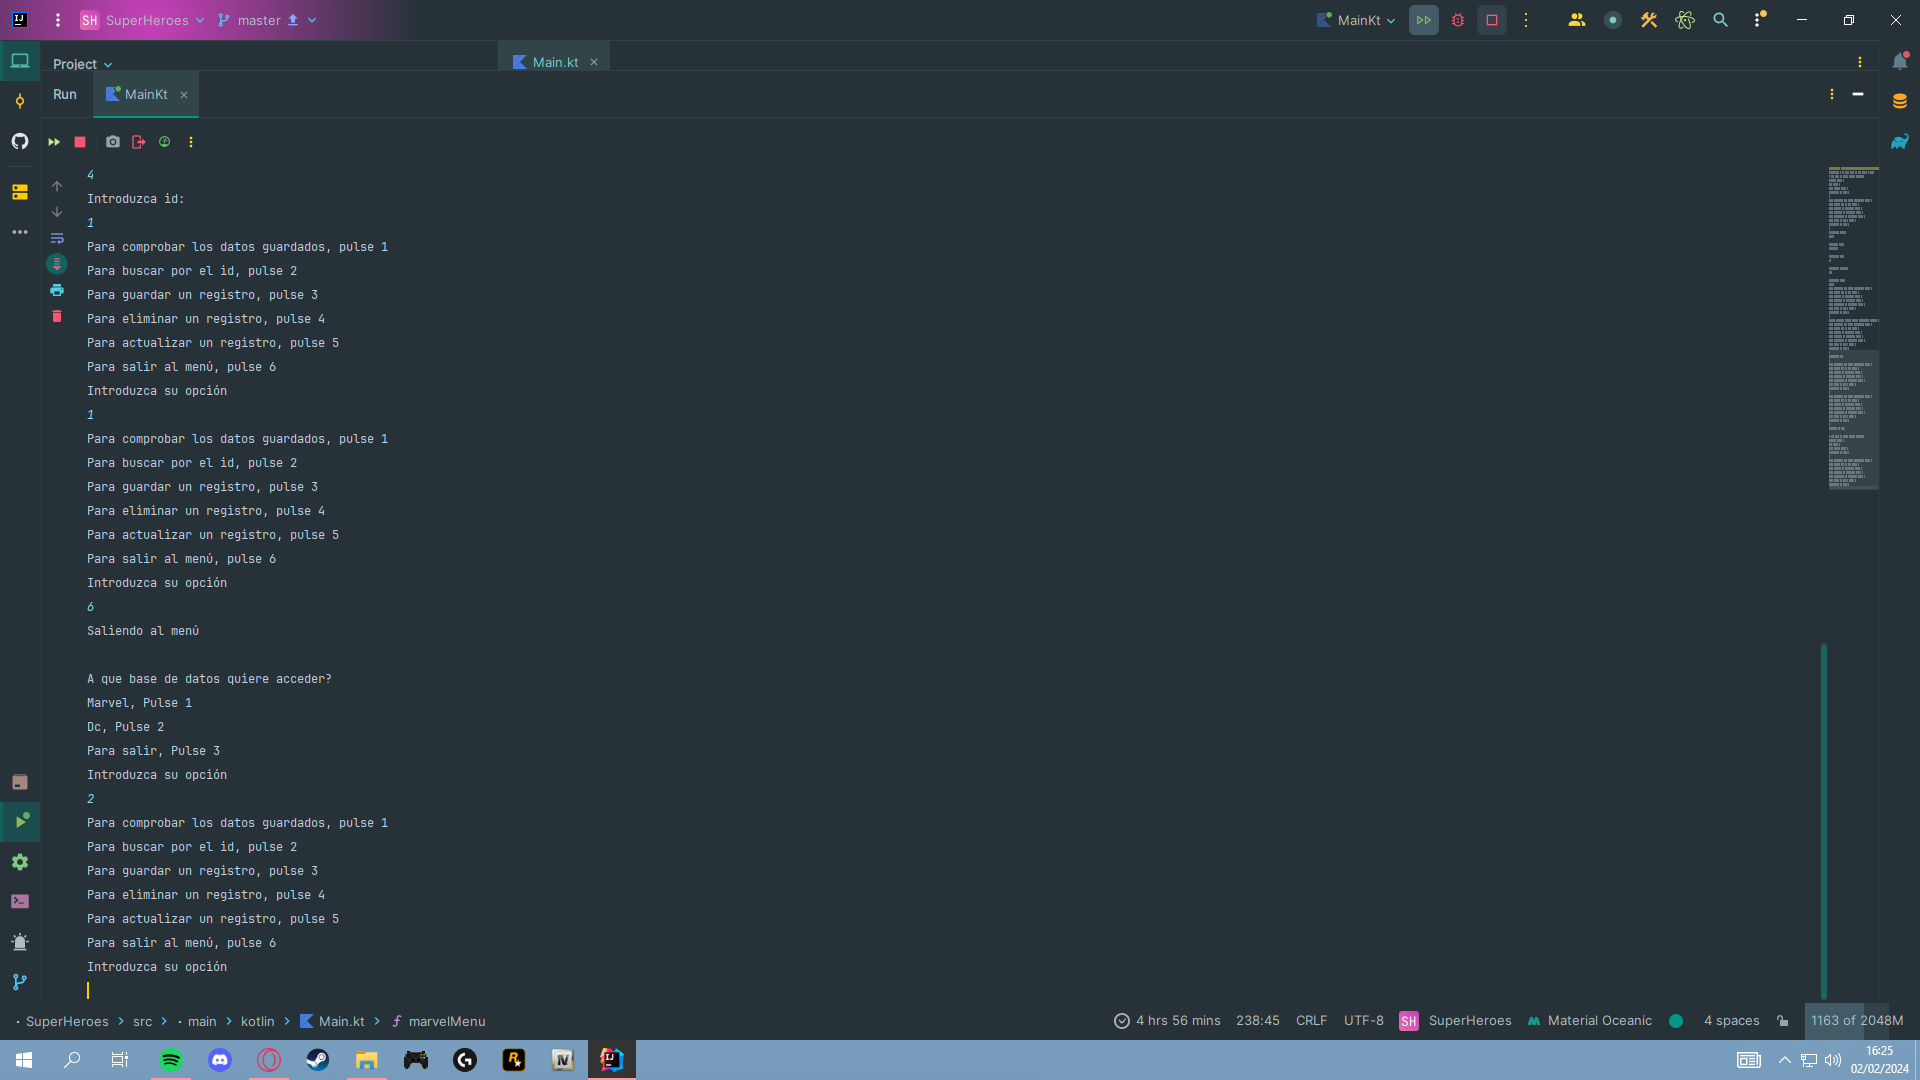 SH SuperHeroes master MainKt
Project Main.kt
Run MainKt
4
Introduzca id:
1
Para comprobar los datos guardados, pulse 1
Para buscar por el id, pulse 2
Para guardar un registro, pulse 3
Para eliminar un registro, pulse 4
Para actualizar un registro, pulse 5
Para salir al menú, pulse 6
Introduzca su opción
1
Para comprobar los datos guardados, pulse 1
Para buscar por el id, pulse 2
Para guardar un registro, pulse 3
Para eliminar un registro, pulse 4
Para actualizar un registro, pulse 5
Para salir al menú, pulse 6
Introduzca su opción
6
Saliendo al menú
A que base de datos quiere acceder?
Marvel, Pulse 1
Dc, Pulse 2
Para salir, Pulse 3
Introduzca su opción
2
Para comprobar los datos guardados, pulse 1
Para buscar por el id, pulse 2
Para guardar un registro, pulse 3
Para eliminar un registro, pulse 4
Para actualizar un registro, pulse 5
Para salir al menú, pulse 6
Introduzca su opción
SuperHeroes > src > main > kotlin > Main.kt > marvelMenu 4 hrs 56 mins 238:45 CRLF UTF-8 SH SuperHeroes Material Oceanic 4 spaces 1163 of 2048M
16:25
02/02/2024